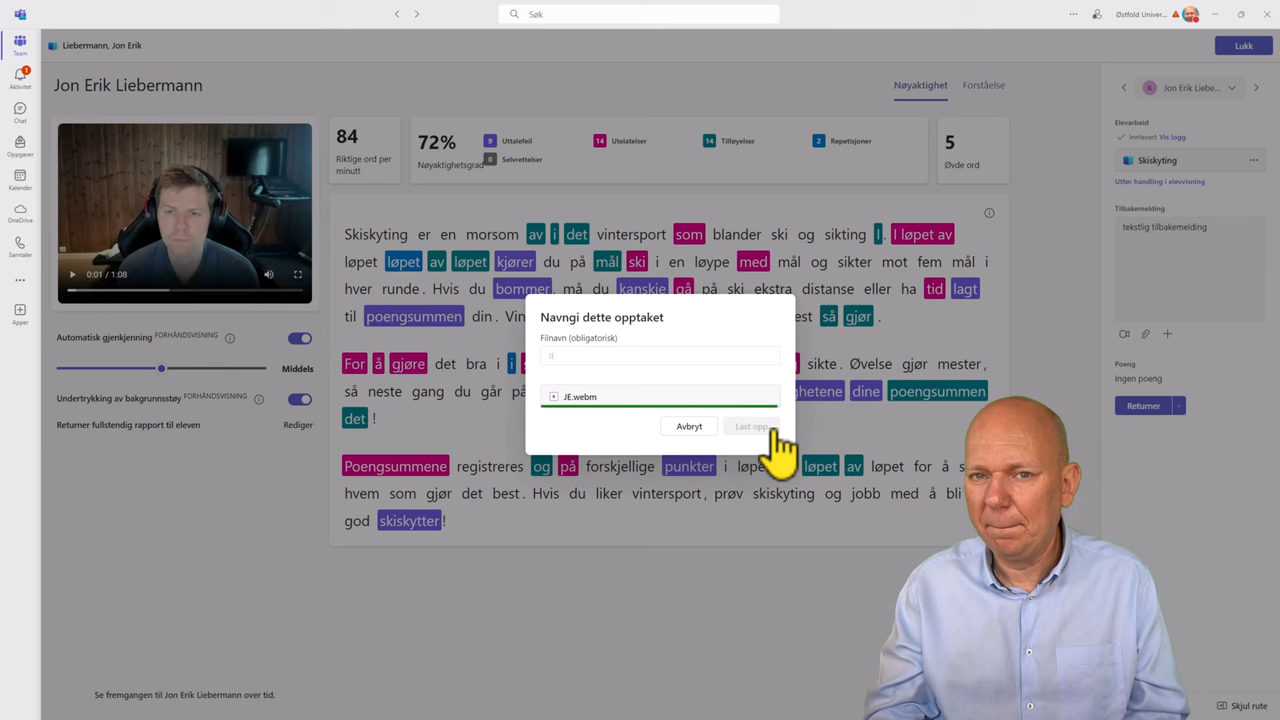 Søk
Østfold Univer...
Team
Aktivitet
1
Chat
Oppgaver
Kalender
OneDrive
Samtaler
Apper
Liebermann, Jon Erik
Lukk
Jon Erik Liebermann
Nøyaktighet
Forståelse
0:01 / 1:08
84
Riktige ord per
minutt
72%
Nøyaktighetsgrad
9 Uttalefeil
14 Utelatelser
14 Tilføyelser
2 Repetisjoner
0 Selvrettelser
5
Øvde ord
Skiskyting er en morsom av i det vintersport som blander ski og sikting I. I løpet av
løpet løpet av løpet kjører du på mål ski i en løype med mål og sikter mot fem mål i
hver runde. Hvis du bommer, må du kanskje gå på ski ekstra distanse eller ha tid lagt
til poengsummen din. Vin est så gjør.
For å gjøre det bra i i sikte. Øvelse gjør mester,
så neste gang du går på ighetene dine poengsummen
det !
Poengsummene registreres og på forskjellige punkter i løpe løpet av løpet for å s
hvem som gjør det best. Hvis du liker vintersport, prøv skiskyting og jobb med å bli
god skiskytter!
Automatisk gjenkjenning FORHÅNDSVISNING
Middels
Undertrykking av bakgrunnsstøy FORHÅNDSVISNING
Returner fullstendig rapport til eleven
Rediger
Se fremgangen til Jon Erik Liebermann over tid.
Navngi dette opptaket
Filnavn (obligatorisk)
JE
JE.webm
Avbryt
Last opp
Jon Erik Liebe...
Elevarbeid
Innlevert Vis logg
Skiskyting
Utfør handling i elevvisning
Tilbakemelding
tekstlig tilbakemelding
Poeng
Ingen poeng
Returner
Skjul rute